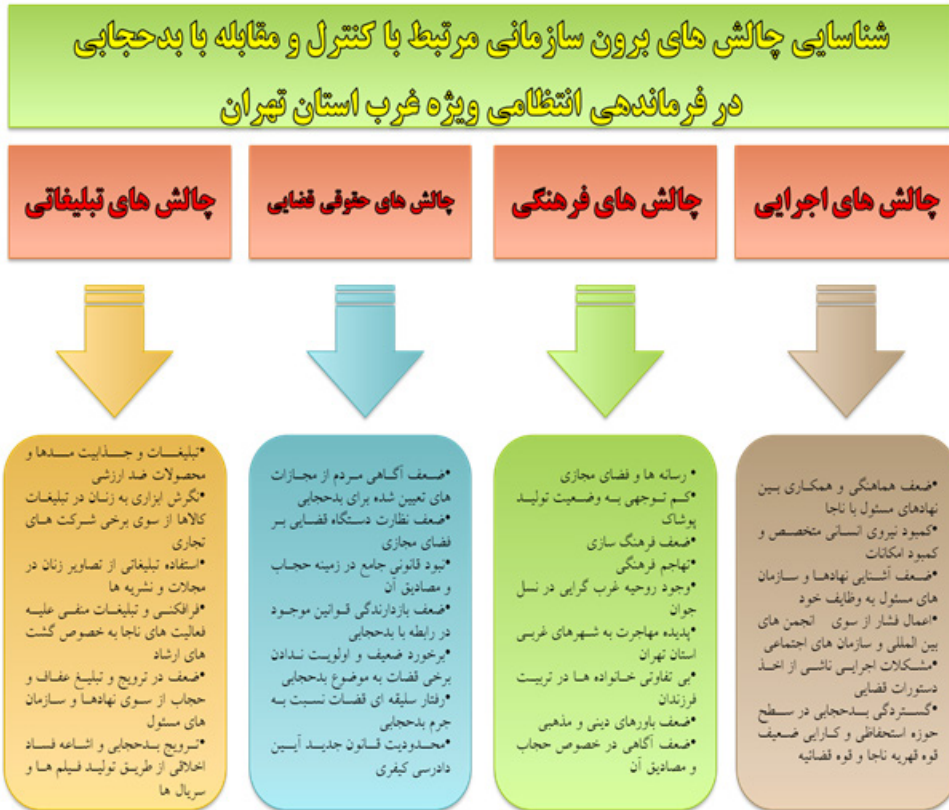 شناسایی چالش های برون سازمانی مرتبط با کنترل و مقابله با بدحجابی
در فرماندهی انتظامی ویژه غرب استان تهران
چالش های اجرایی
چالش های فرهنگی
چالش های حقوقی قضایی
چالش های تبلیغاتی
•ضعف هماهنگی و همکاری بین
نهادهای مسئول با ناجا
•کمبود نیروی انسانی متخصص و
کمبود امکانات
•ضعف آشنایی نهادها و سازمان
های مسئول به وظایف خود
•اعمال فشار از سوی انجمن های
بین المللی و سازمان های اجتماعی
•مشکلات اجرایی ناشی از اخذ
دستورات قضایی
•گستردگی بدحجابی در سطح
حوزه استحفاظی و کارایی ضعیف
قوه قهریه ناجا و قوه قضائیه
• رسانه ها و فضای مجازی
•کم توجهی به وضعیت تولید
پوشاک
•ضعف فرهنگ سازی
•تهاجم فرهنگی
•وجود روحیه غرب گرایی در نسل
جوان
•پدیده مهاجرت به شهرهای غربی
استان تهران
•بی تفاوتی خانواده ها در تربیت
فرزندان
•ضعف باورهای دینی و مذهبی
•ضعف آگاهی در خصوص حجاب
و مصادیق آن
•ضعف آگاهی مردم از مجازات
های تعیین شده برای بدحجابی
•ضعف نظارت دستگاه قضایی بر
فضای مجازی
•نبود قانونی جامع در زمینه حجاب
و مصادیق آن
•ضعف بازدارندگی قوانین موجود
در رابطه با بدحجابی
•برخورد ضعیف و اولویت ندادن
برخی قضات به موضوع بدحجابی
•رفتار سلیقه ای قضات نسبت به
جرم بدحجابی
•محدودیت قانون جدید آیین
دادرسی کیفری
•تبلیغات و جذابیت مدها و
محصولات ضد ارزشی
•نگرش ابزاری به زنان در تبلیغات
کالاها از سوی برخی شرکت های
تجاری
•استفاده تبلیغاتی از تصاویر زنان در
مجلات و نشریه ها
•فرافکنی و تبلیغات منفی علیه
فعالیت های ناجا به خصوص گشت
های ارشاد
•ضعف در ترویج و تبلیغ عفاف و
حجاب از سوی نهادها و سازمان
های مسئول
•ترویج بدحجابی و اشاعه فساد
اخلاقی از طریق تولید فیلم ها و
سریال ها